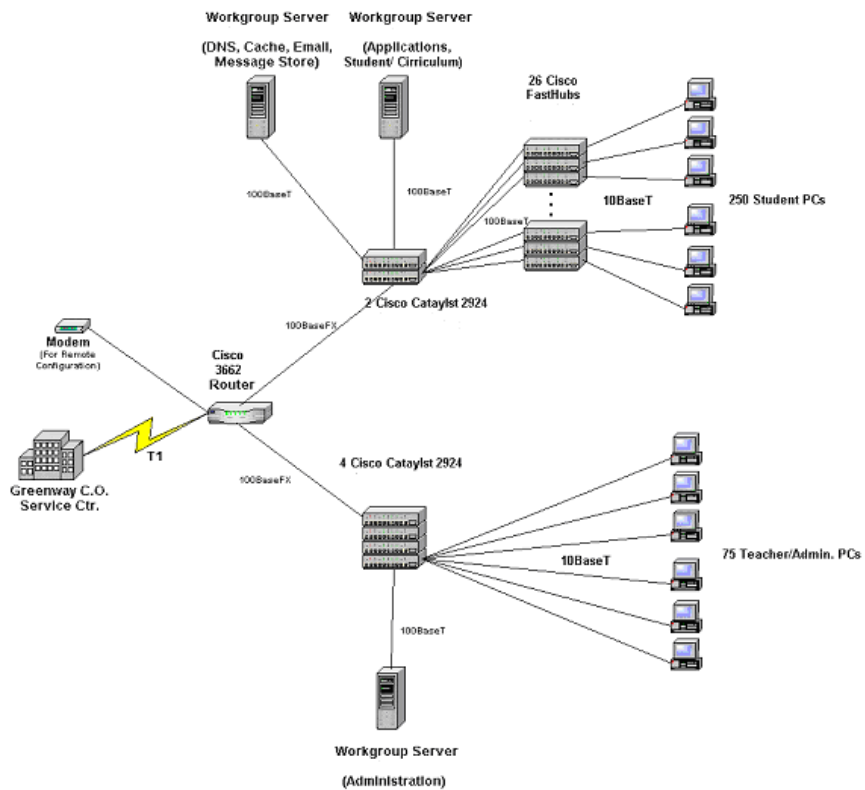 Workgroup Server
(DNS, Cache, Email,
Message Store)
Workgroup Server
(Applications,
Student/ Cirriculum)
26 Cisco
FastHubs
100BaseT
100BaseT
100BaseT
10BaseT
250 Student PCs
2 Cisco Cataylst 2924
100BaseFX
Modem
(For Remote
Configuration)
Cisco
3662
Router
T1
Greenway C.O.
Service Ctr.
100BaseFX
4 Cisco Cataylst 2924
10BaseT
75 Teacher/Admin. PCs
100BaseT
Workgroup Server
(Administration)